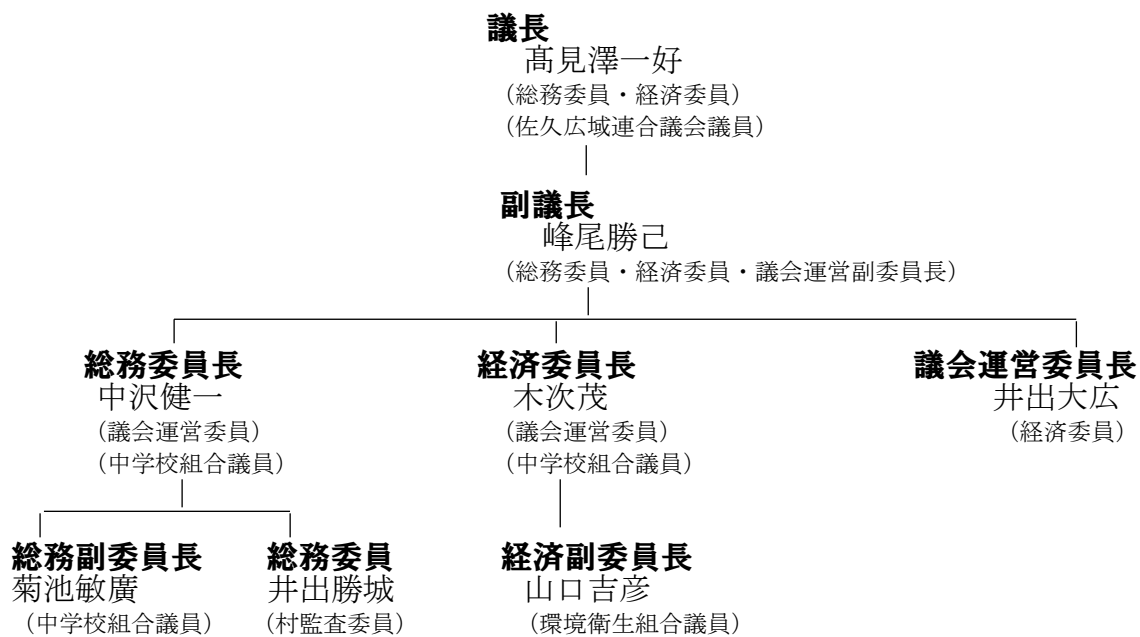 議長
髙見澤一好
（総務委員・経済委員）
（佐久広域連合議会議員）
副議長
峰尾勝己
（総務委員・経済委員・議会運営副委員長）
総務委員長
中沢健一
（議会運営委員）
（中学校組合議員）
経済委員長
木次茂
（議会運営委員）
（中学校組合議員）
議会運営委員長
井出大広
（経済委員）
総務副委員長
菊池敏廣
（中学校組合議員）
総務委員
井出勝城
（村監査委員）
経済副委員長
山口吉彦
（環境衛生組合議員）